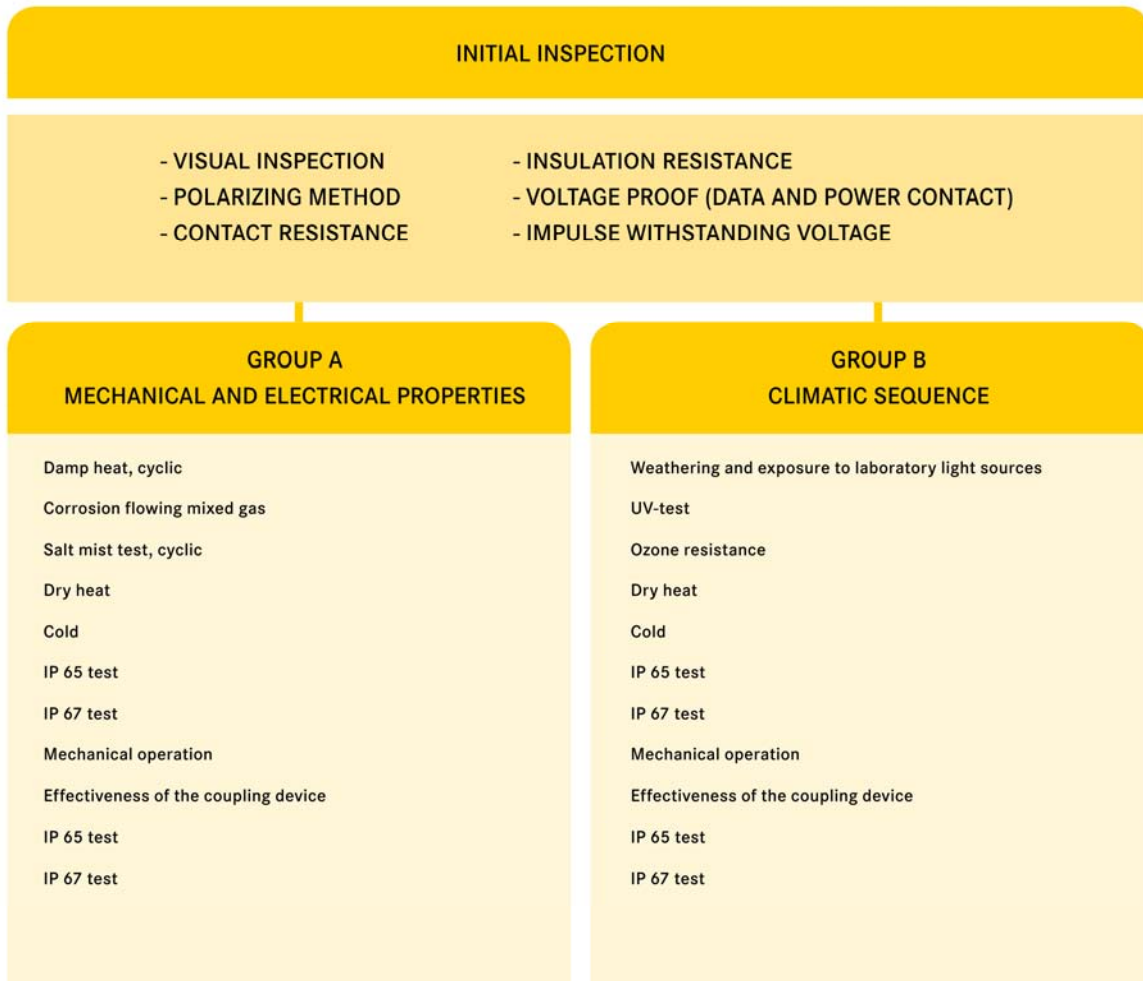 INITIAL INSPECTION
- VISUAL INSPECTION
- POLARIZING METHOD
- CONTACT RESISTANCE
- INSULATION RESISTANCE
- VOLTAGE PROOF (DATA AND POWER CONTACT)
- IMPULSE WITHSTANDING VOLTAGE
GROUP A
MECHANICAL AND ELECTRICAL PROPERTIES
Damp heat, cyclic
Corrosion flowing mixed gas
Salt mist test, cyclic
Dry heat
Cold
IP 65 test
IP 67 test
Mechanical operation
Effectiveness of the coupling device
IP 65 test
IP 67 test
GROUP B
CLIMATIC SEQUENCE
Weathering and exposure to laboratory light sources
UV-test
Ozone resistance
Dry heat
Cold
IP 65 test
IP 67 test
Mechanical operation
Effectiveness of the coupling device
IP 65 test
IP 67 test